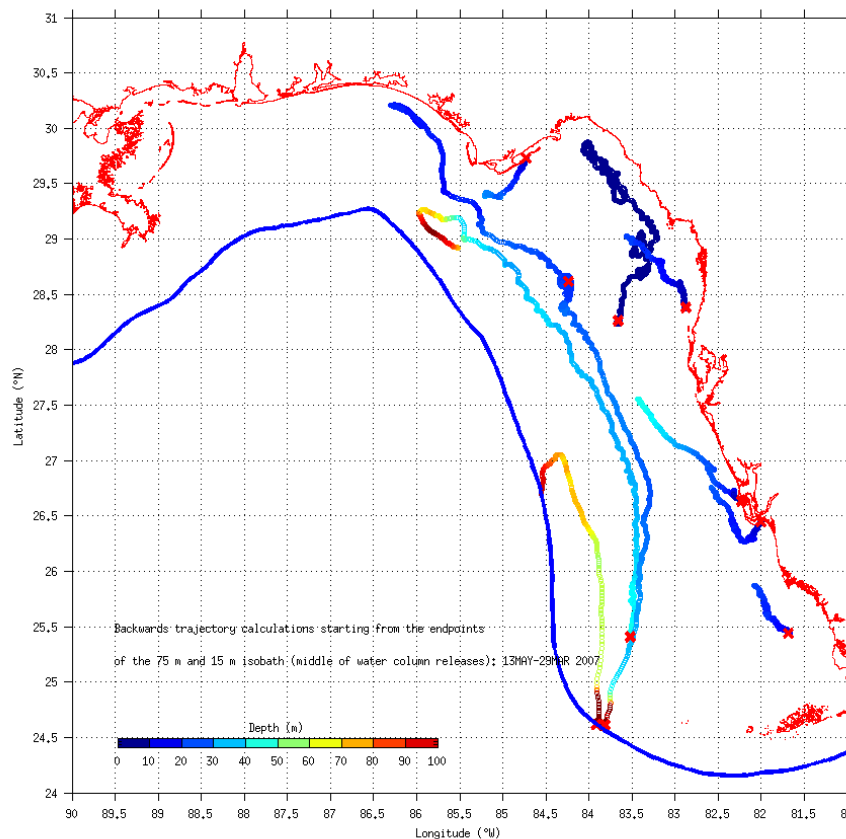 31
30.5
30
29.5
29
28.5
28
27.5
27
26.5
26
25.5
25
24.5
24
Latitude (°N)
Backwards trajectory calculations starting from the endpoints
of the 75 m and 15 m isobath (middle of water column releases): 13MAY-29MAR 2007
Depth (m)
0 10 20 30 40 50 60 70 80 90 100
90 89.5 89 88.5 88 87.5 87 86.5 86 85.5 85 84.5 84 83.5 83 82.5 82 81.5
Longitude (°W)